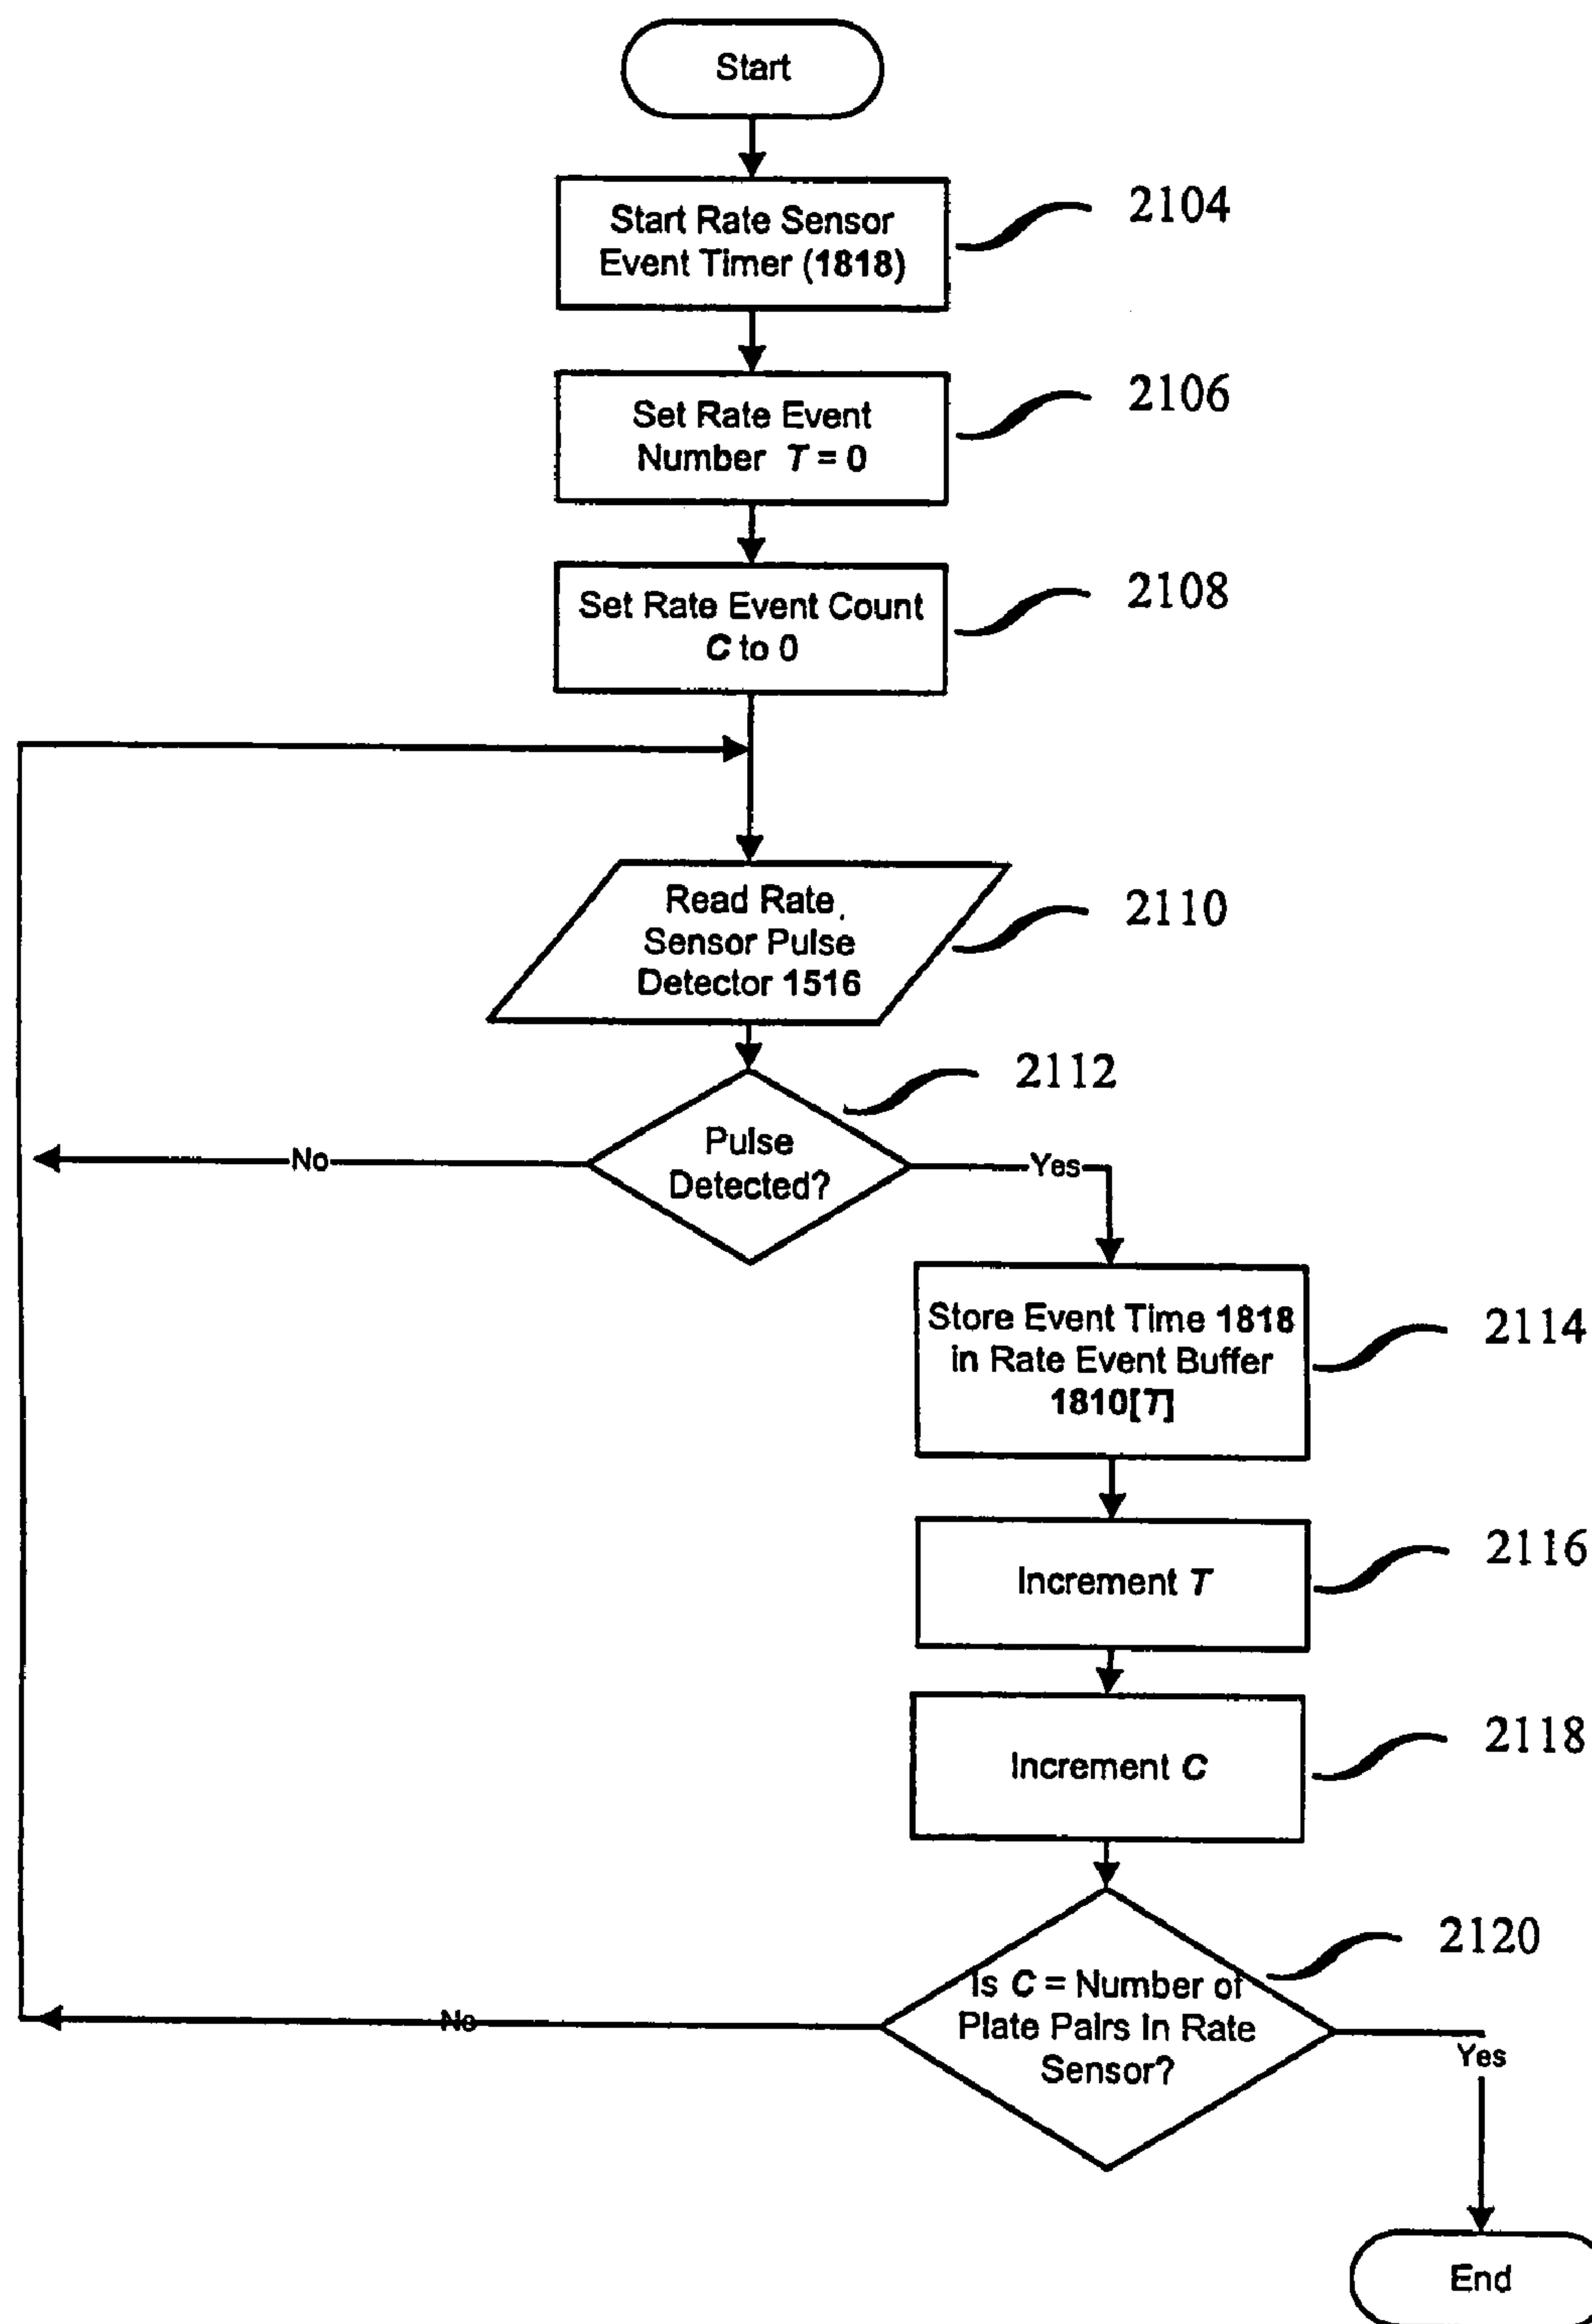 Start
Start Rate Sensor
Event Timer (1818)
2104
Set Rate Event
Number T = 0
2106
Set Rate Event Count
C to 0
2108
Read Rate
Sensor Pulse
Detector 1516
2110
2112
Pulse
Detected?
No
Yes
Store Event Time 1818
in Rate Event Buffer
1810[T]
2114
Increment T
2116
Increment C
2118
2120
Is C = Number of
Plate Pairs In Rate
Sensor?
No
Yes
End